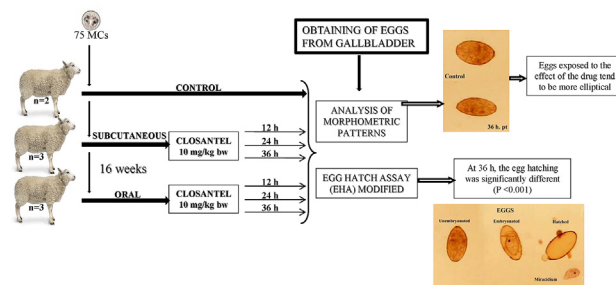 75 MCs
n=2
n=3
n=3
CONTROL
SUBCUTANEOUS
16 weeks
ORAL
CLOSANTEL
10 mg/kg bw
12 h
24 h
36 h
CLOSANTEL
10 mg/kg bw
12 h
24 h
36 h
OBTAINING OF EGGS
FROM GALLBLADDER
ANALYSIS OF
MORPHOMETRIC
PATTERNS
EGG HATCH ASSAY
(EHA) MODIFIED
Control
36 h. pt
Eggs exposed to the
effect of the drug tend
to be more elliptical
At 36 h, the egg hatching
was significantly different
(P <0.001)
EGGS
Unembryonated
Embryonated
Hatched
Miracidium